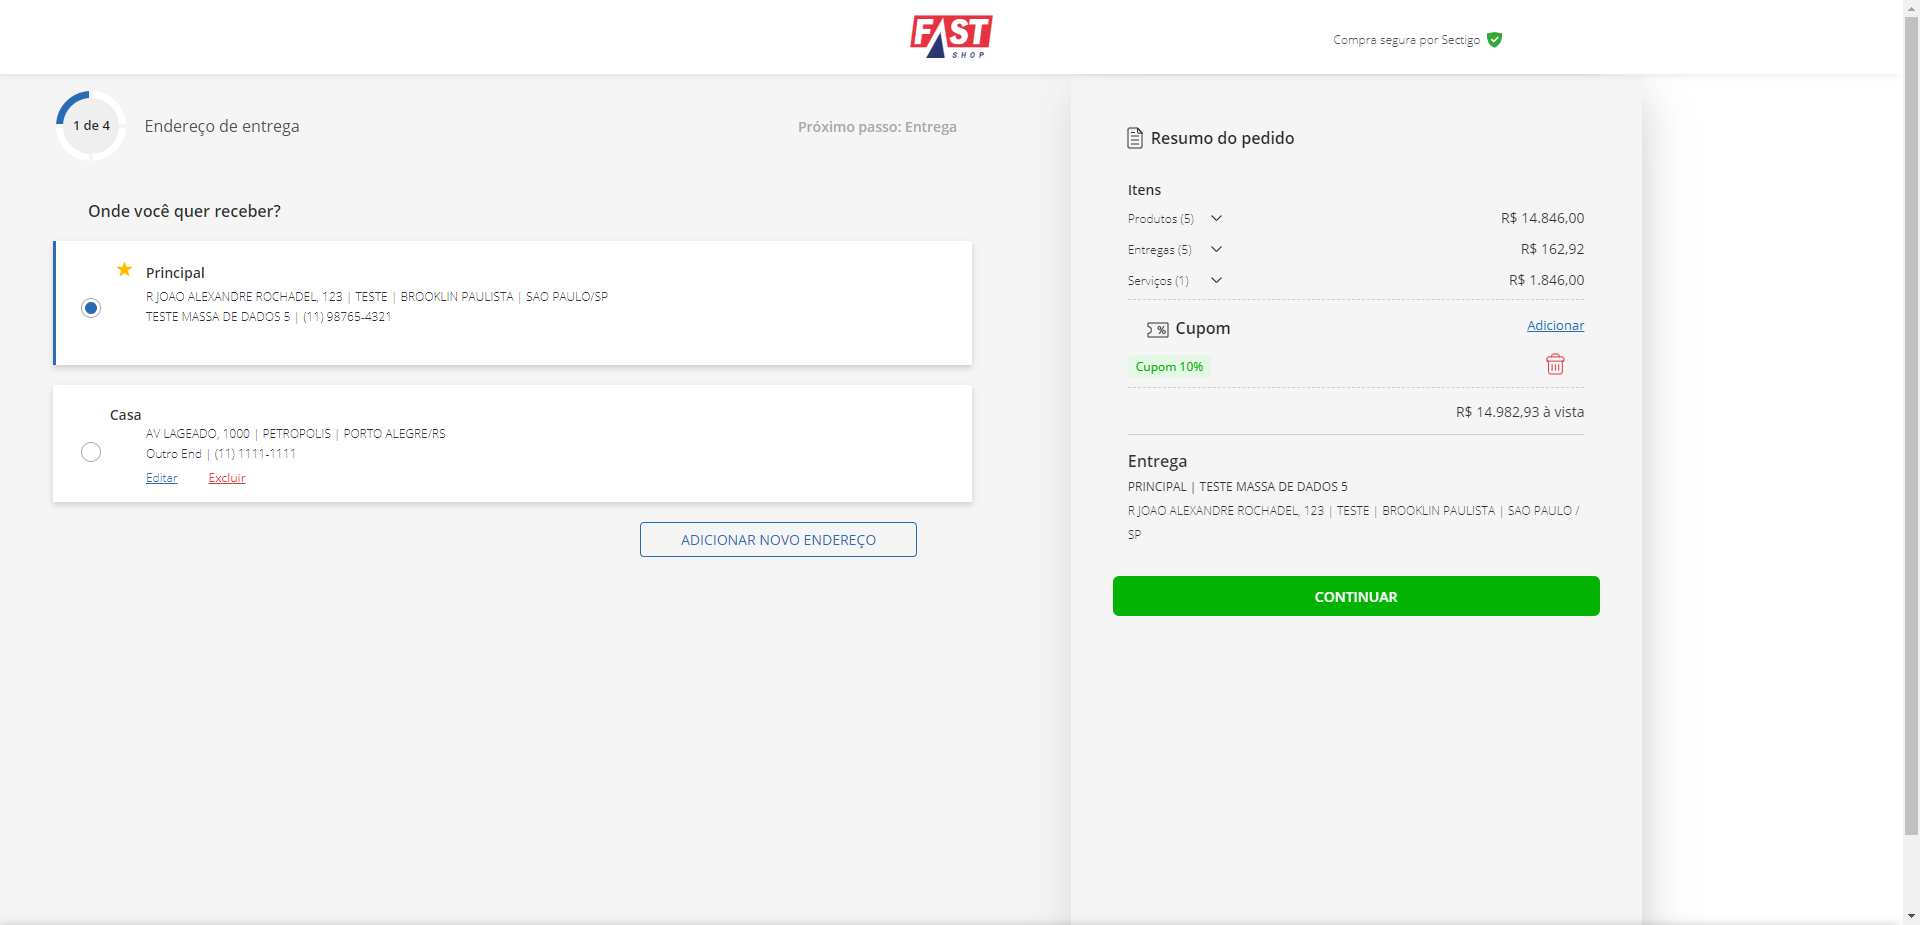 FAST
SHOP
Compra segura por Sectigo
1 de 4
Endereço de entrega
Próximo passo: Entrega
Onde você quer receber?
Principal
R JOAO ALEXANDRE ROCHADEL, 123 | TESTE | BROOKLIN PAULISTA | SAO PAULO/SP
TESTE MASSA DE DADOS 5 | (11) 98765-4321
Casa
AV LAGEADO, 1000 | PETROPOLIS | PORTO ALEGRE/RS
Outro End | (11) 1111-1111
Editar Excluir
ADICIONAR NOVO ENDEREÇO
Resumo do pedido
Itens
Produtos (5) R$ 14.846,00
Entregas (5) R$ 162,92
Serviços (1) R$ 1.846,00
% Cupom Adicionar
Cupom 10%
R$ 14.982,93 à vista
Entrega
PRINCIPAL | TESTE MASSA DE DADOS 5
R JOAO ALEXANDRE ROCHADEL, 123 | TESTE | BROOKLIN PAULISTA | SAO PAULO /
SP
CONTINUAR